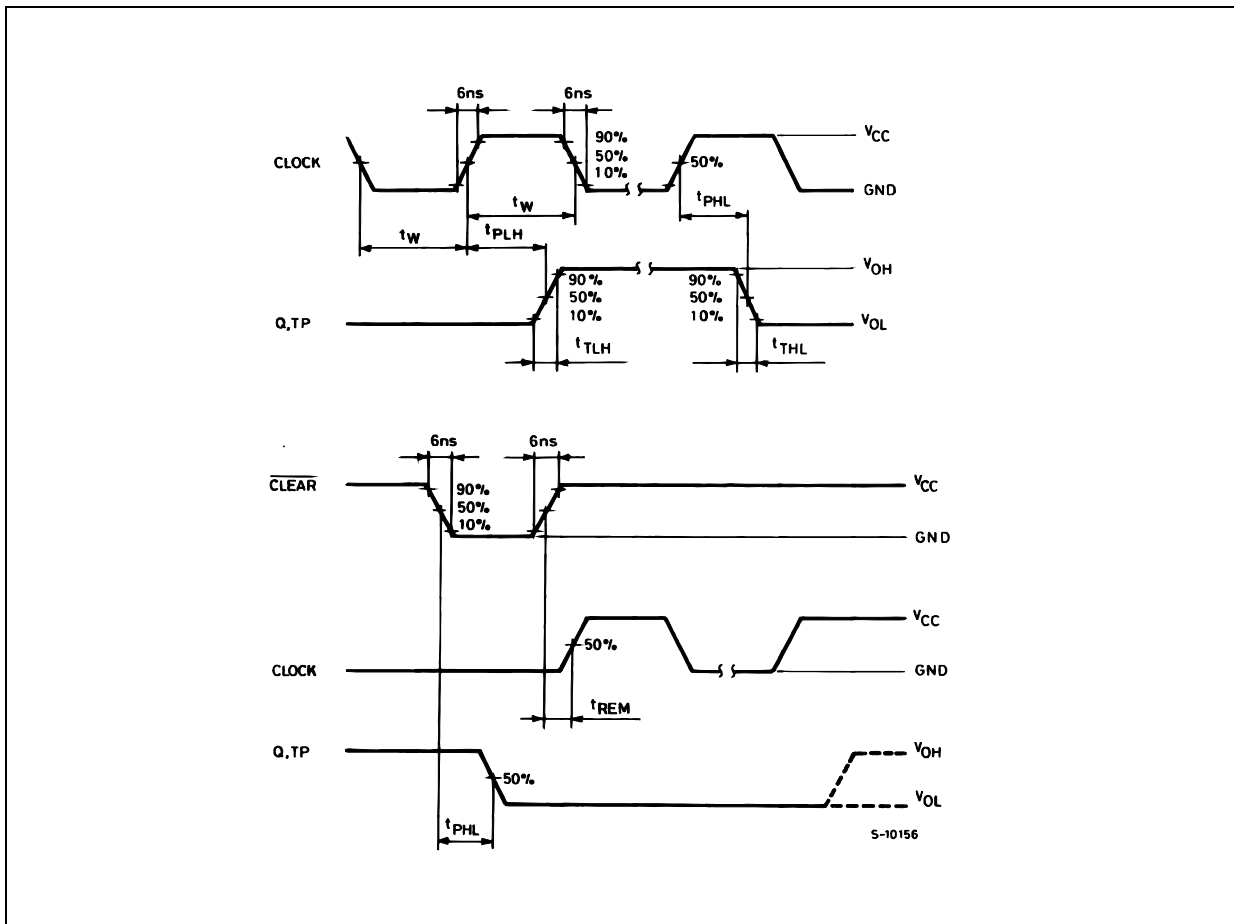 6ns 6ns
90%
50%
10%
VCC
CLOCK
50%
GND
tW
tPHL
tW
tPLH
VOH
90%
50%
10%
90%
50%
10%
Q,TP
VOL
tTLH
tTHL
6ns 6ns
CLEAR
90%
50%
10%
VCC
GND
VCC
50%
CLOCK
GND
tREM
Q,TP
VOH
50%
VOL
tPHL
S-10156